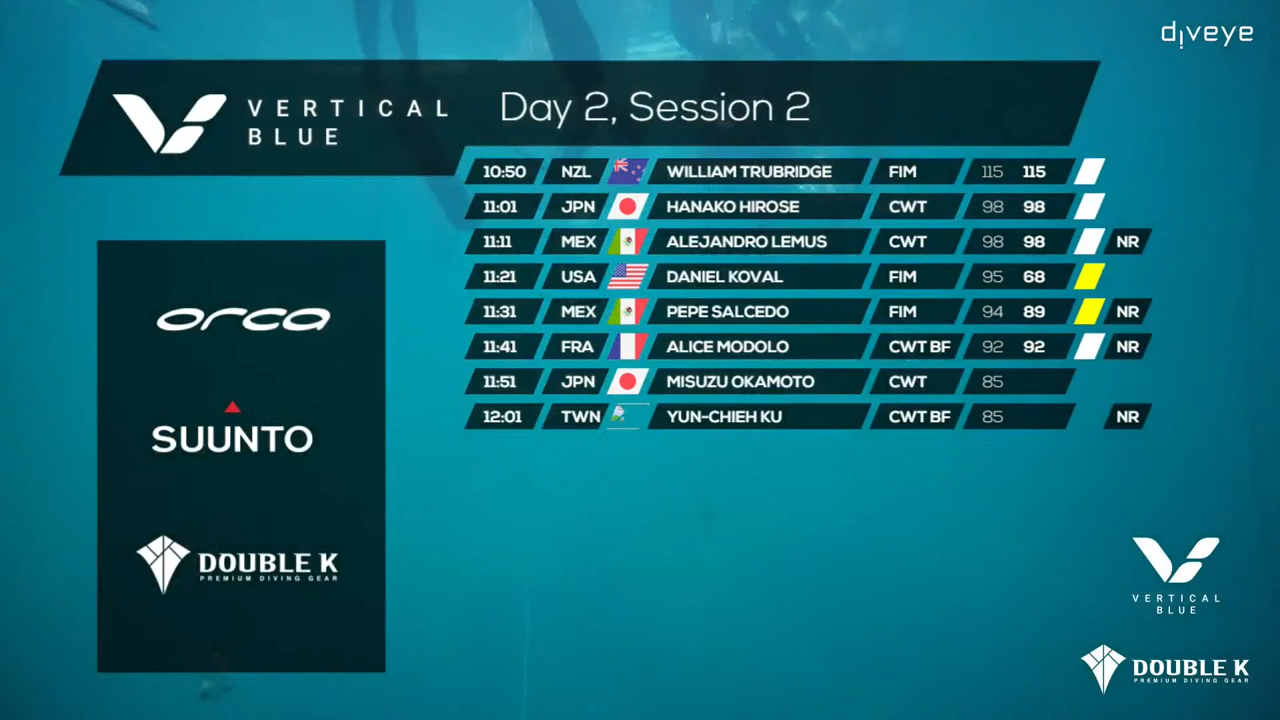 diveye
VERTICAL
BLUE
Day 2, Session 2
10:50 NZL WILLIAM TRUBRIDGE FIM 115 115
11:01 JPN HANAKO HIROSE CWT 98 98
11:11 MEX ALEJANDRO LEMUS CWT 98 98 NR
11:21 USA DANIEL KOVAL FIM 95 68
11:31 MEX PEPE SALCEDO FIM 94 89 NR
11:41 FRA ALICE MODOLO CWT BF 92 92 NR
11:51 JPN MISUZU OKAMOTO CWT 85
12:01 TWN YUN-CHIEH KU CWT BF 85 NR
orca
SUUNTO
DOUBLE K
PREMIUM DIVING GEAR
VERTICAL
BLUE
DOUBLE K
PREMIUM DIVING GEAR